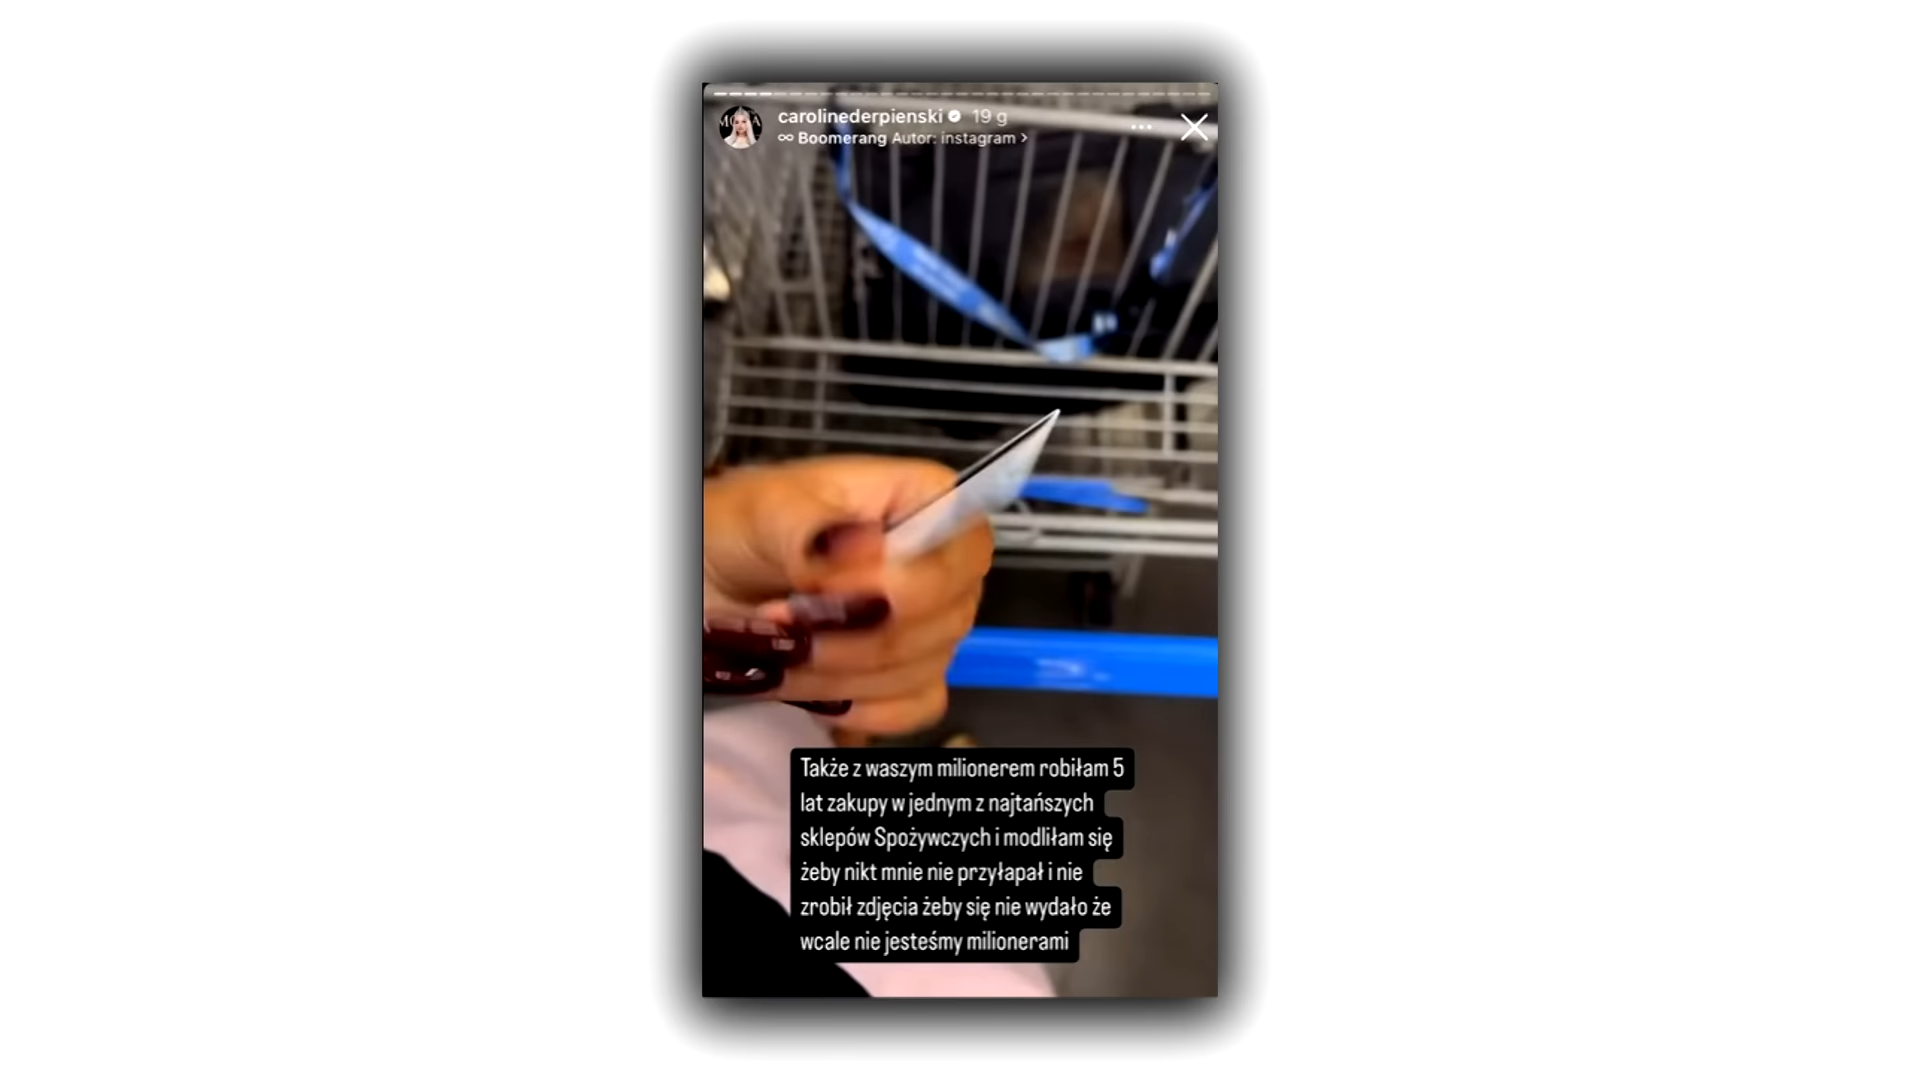 carolinederpienski 19 g
Boomerang Autor: instagram >
Także z waszym milionerem robiłam 5
lat zakupy w jednym z najtańszych
sklepów Spożywczych i modliłam się
żeby nikt mnie nie przyłapał i nie
zrobił zdjęcia żeby się nie wydało że
wcale nie jesteśmy milionerami